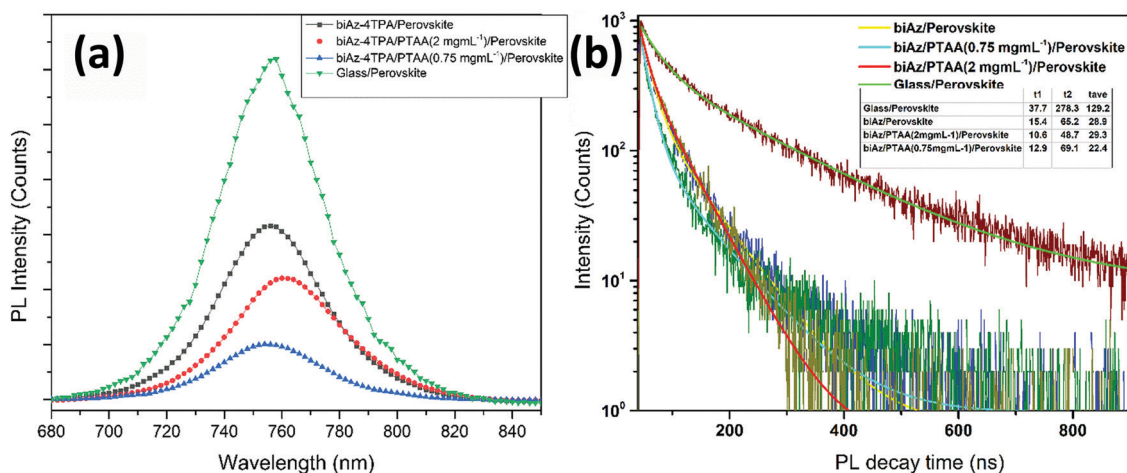 (a)
biAz-4TPA/Perovskite
biAz-4TPA/PTAA(2 mgmL⁻¹)/Perovskite
biAz-4TPA/PTAA(0.75 mgmL⁻¹)/Perovskite
Glass/Perovskite
PL Intensity (Counts)
680 700 720 740 760 780 800 820 840
Wavelength (nm)
(b)
biAz/Perovskite
biAz/PTAA(0.75 mgmL⁻¹)/Perovskite
biAz/PTAA(2 mgmL⁻¹)/Perovskite
Glass/Perovskite
t1 t2 tave
Glass/Perovskite 37.7 278.3 129.2
biAz/Perovskite 15.4 65.2 28.9
biAz/PTAA(2mgmL-1)/Perovskite 10.6 48.7 29.3
biAz/PTAA(0.75mgmL-1)/Perovskite 12.9 69.1 22.4
Intensity (Counts)
10³
10²
10¹
10⁰
200 400 600 800
PL decay time (ns)